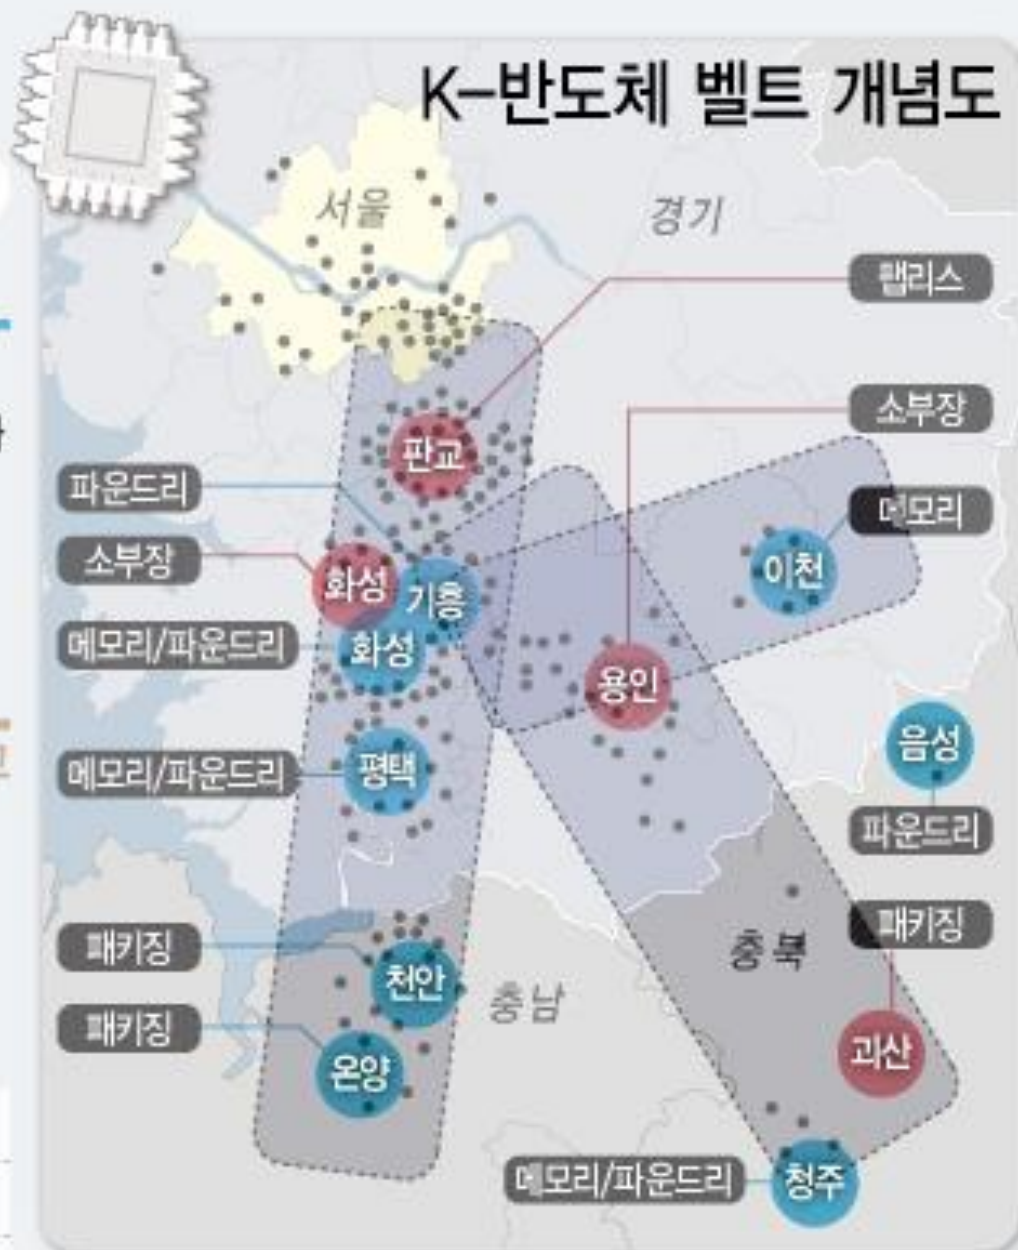 K-반도체 벨트 개념도
서울
경기
팹리스
소부장
판교
파운드리
메모리
소부장
화성
기흥
이천
메모리/파운드리
화성
용인
음성
메모리/파운드리
평택
파운드리
패키징
패키징
충북
천안
충남
패키징
온양
괴산
메모리/파운드리
청주